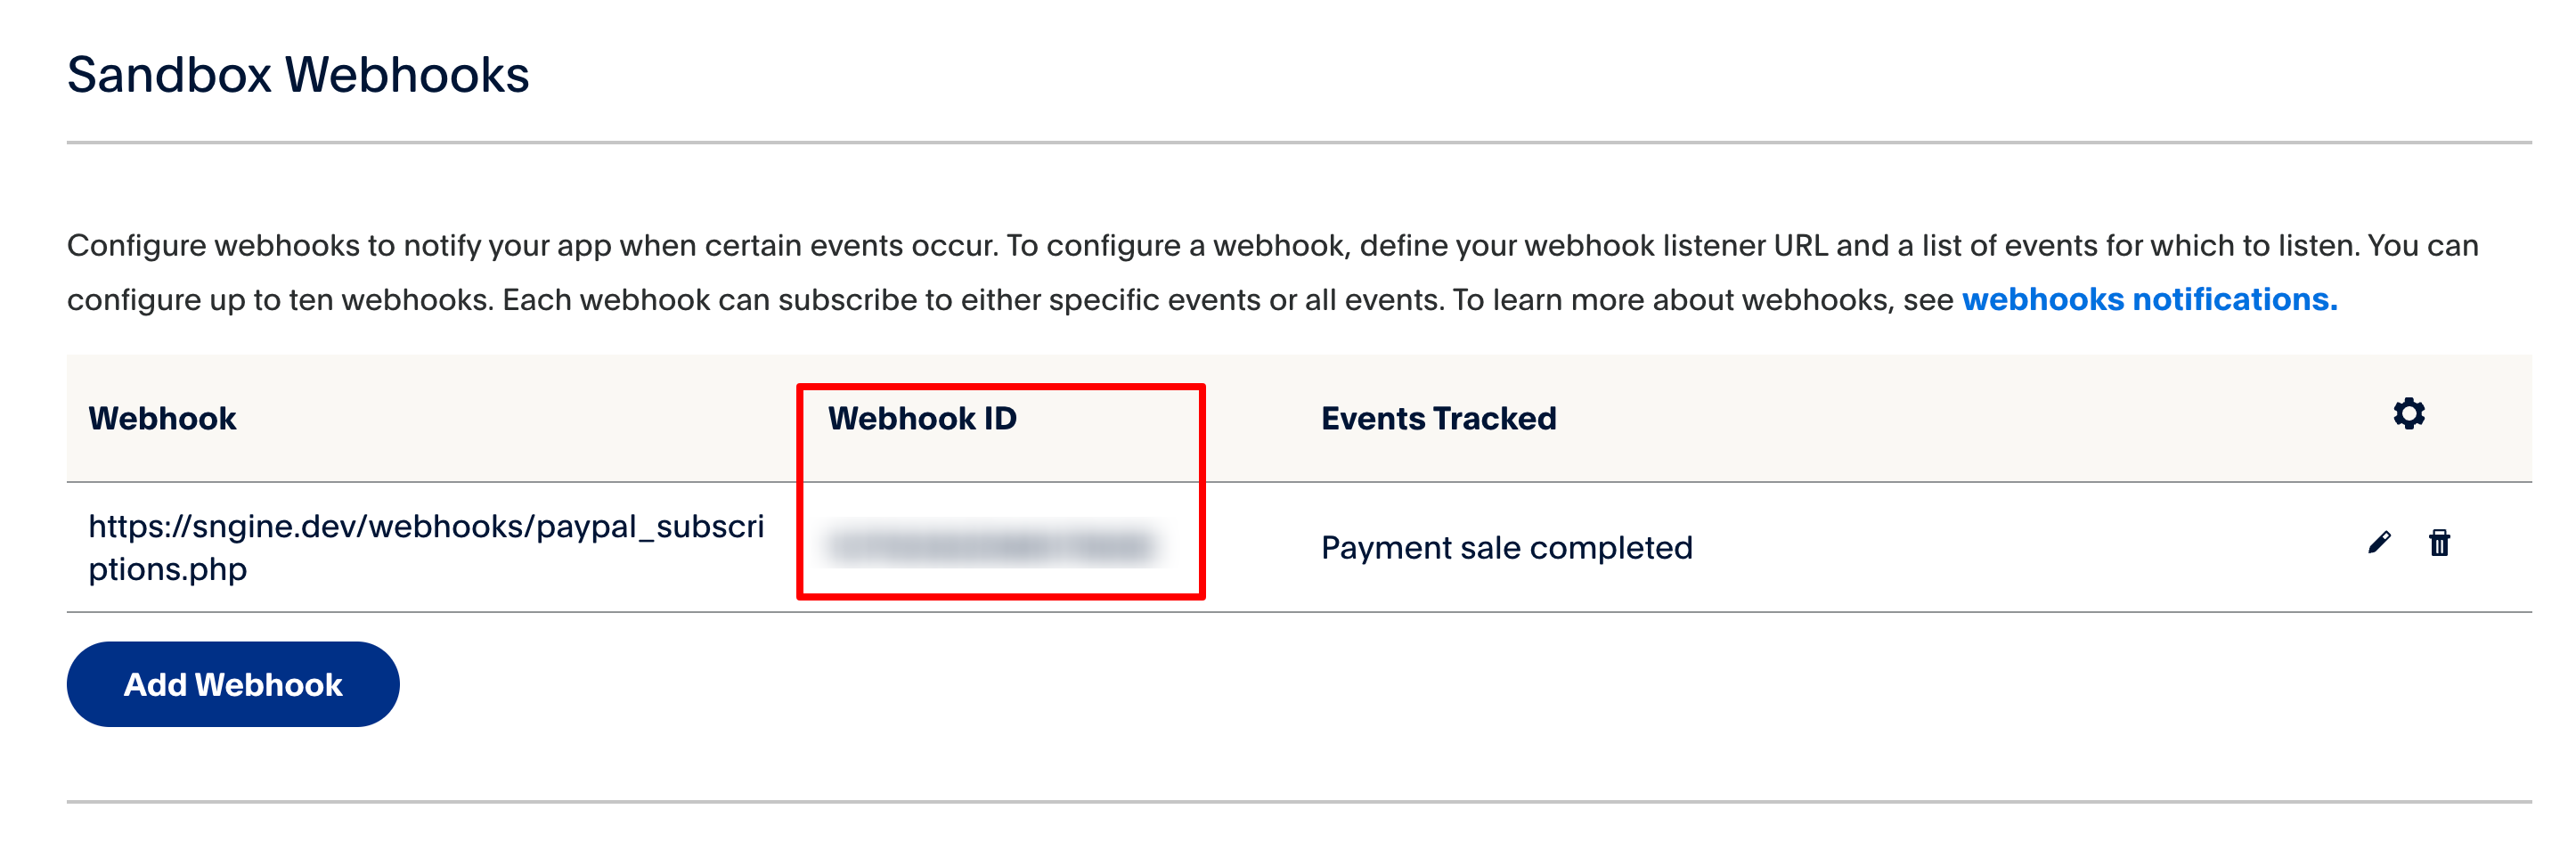 Sandbox Webhooks
Configure webhooks to notify your app when certain events occur. To configure a webhook, define your webhook listener URL and a list of events for which to listen. You can
configure up to ten webhooks. Each webhook can subscribe to either specific events or all events. To learn more about webhooks, see webhooks notifications.
Webhook Webhook ID Events Tracked
https://sngine.dev/webhooks/paypal_subscri
ptions.php
Payment sale completed
Add Webhook